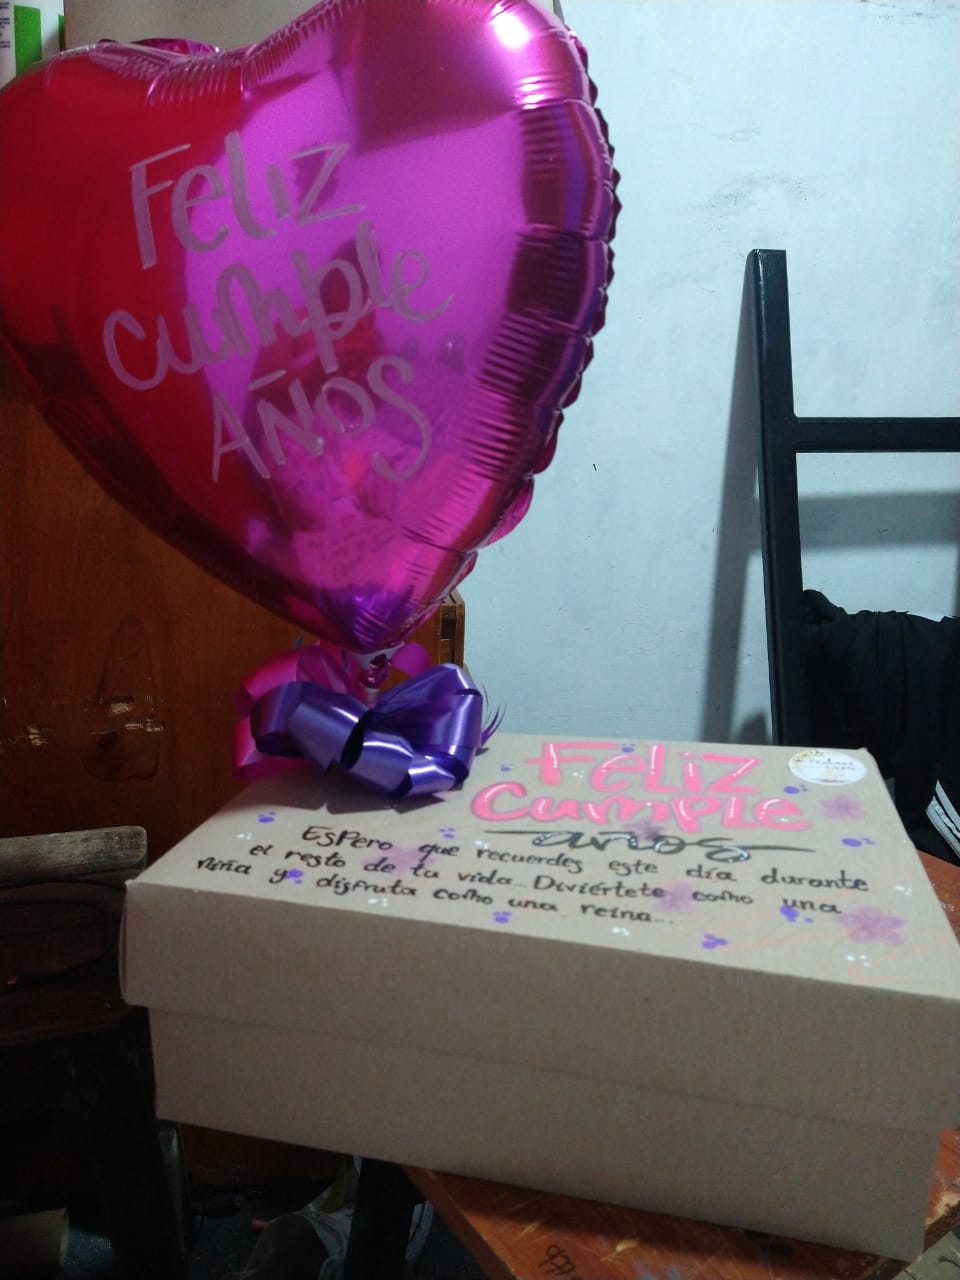 Feliz
cumple
AÑOS
Feliz
Cumple
años
Espero que recuerdes este día durante
el resto de tu vida... Diviértete como una
niña y disfruta como una reina...